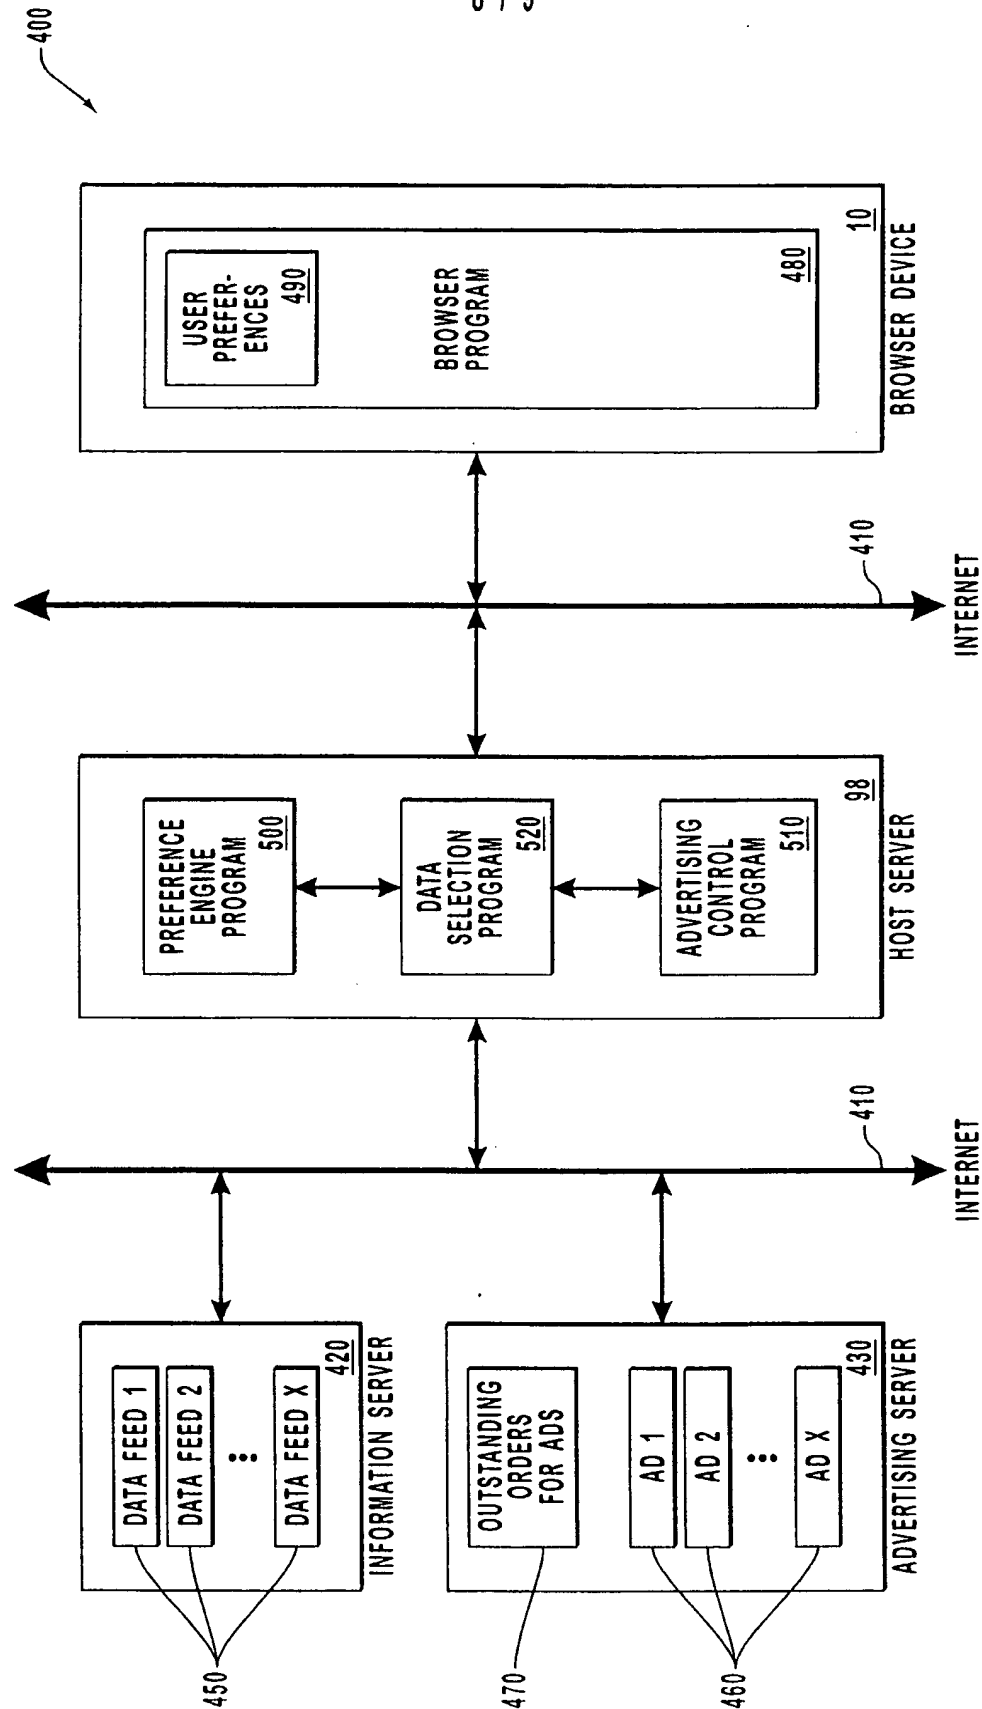 400
450
DATA FEED 1
DATA FEED 2
DATA FEED X
420
INFORMATION SERVER
470
OUTSTANDING
ORDERS
FOR ADS
460
AD 1
AD 2
AD X
430
ADVERTISING SERVER
410
INTERNET
PREFERENCE
ENGINE
PROGRAM
500
DATA
SELECTION
PROGRAM
520
ADVERTISING
CONTROL
PROGRAM
510
98
HOST SERVER
410
INTERNET
USER
PREFER-
ENCES
490
BROWSER
PROGRAM
480
10
BROWSER DEVICE